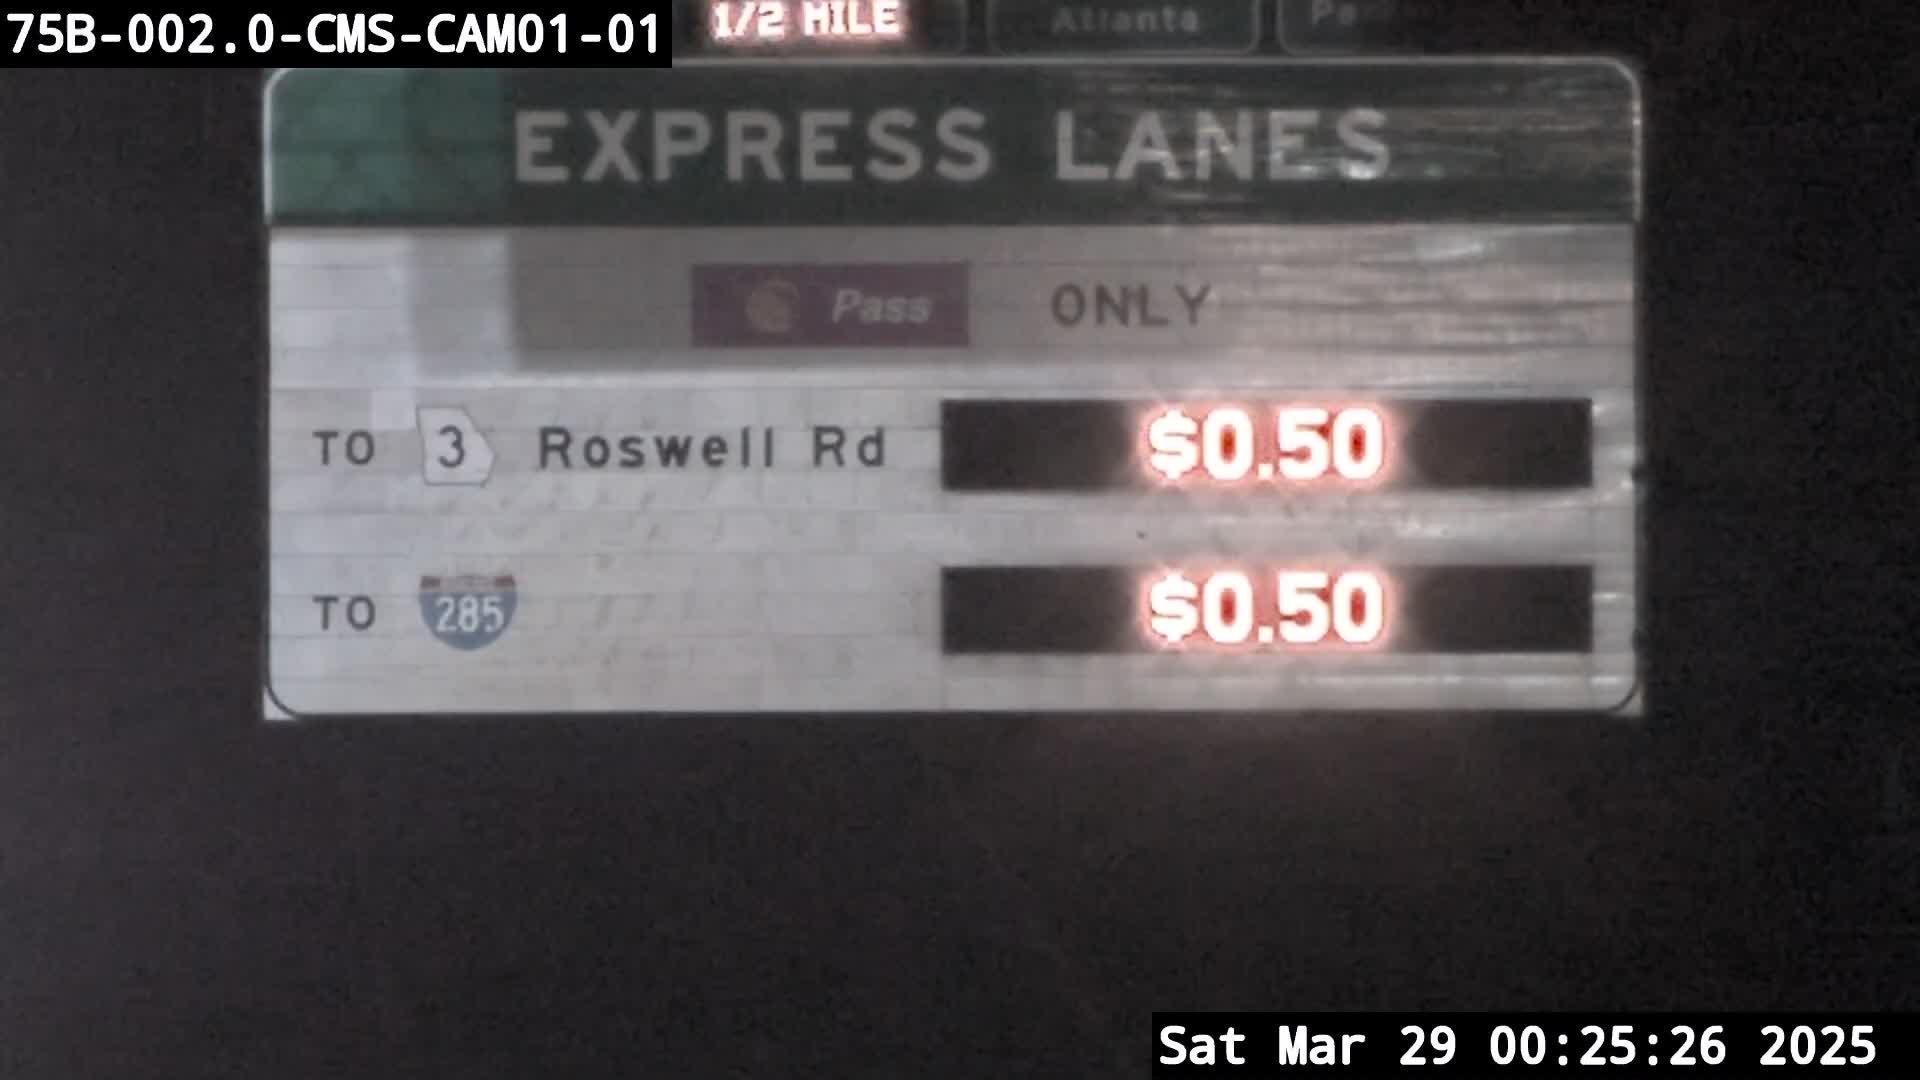 75B-002.0-CMS-CAM01-01
1/2 MILE
Atlanta
EXPRESS LANES
Pass ONLY
TO 3 Roswell Rd $0.50
TO 285 $0.50
Sat Mar 29 00:25:26 2025